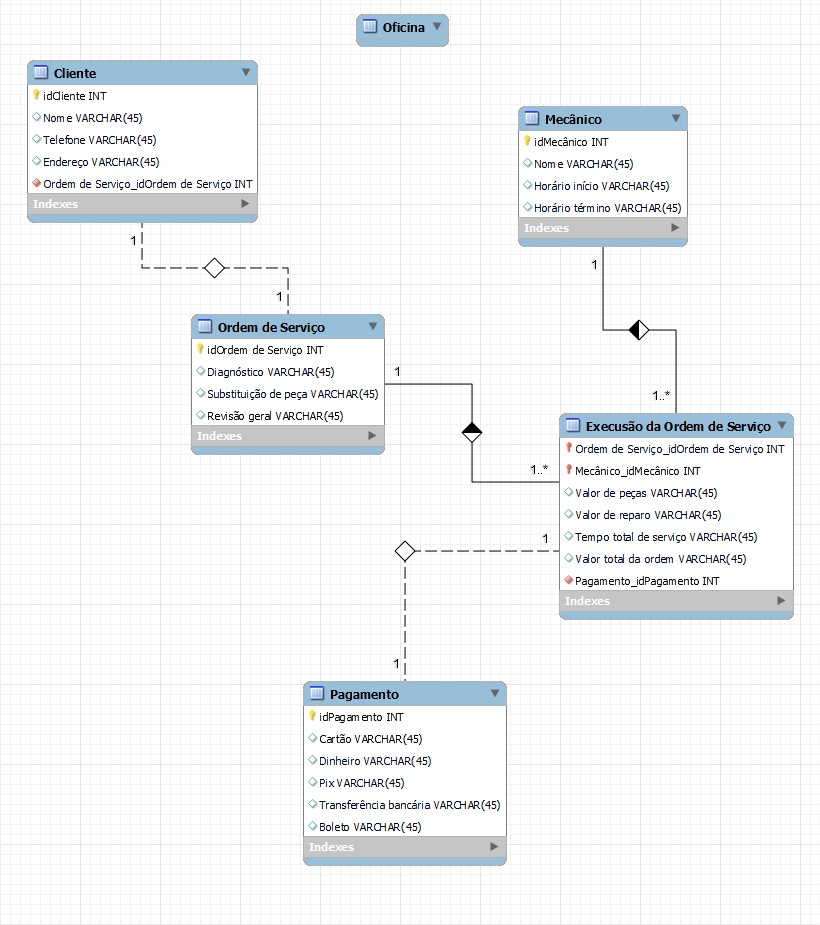 Oficina
Cliente
idCliente INT
Nome VARCHAR(45)
Telefone VARCHAR(45)
Endereço VARCHAR(45)
Ordem de Serviço_idOrdem de Serviço INT
Indexes
Mecânico
idMecânico INT
Nome VARCHAR(45)
Horário início VARCHAR(45)
Horário término VARCHAR(45)
Indexes
1
1
1
1..*
Ordem de Serviço
idOrdem de Serviço INT
Diagnóstico VARCHAR(45)
Substituição de peça VARCHAR(45)
Revisão geral VARCHAR(45)
Indexes
1
1..*
Execusão da Ordem de Serviço
Ordem de Serviço_idOrdem de Serviço INT
Mecânico_idMecânico INT
Valor de peças VARCHAR(45)
Valor de reparo VARCHAR(45)
Tempo total de serviço VARCHAR(45)
Valor total da ordem VARCHAR(45)
Pagamento_idPagamento INT
Indexes
1
1
Pagamento
idPagamento INT
Cartão VARCHAR(45)
Dinheiro VARCHAR(45)
Pix VARCHAR(45)
Transferência bancária VARCHAR(45)
Boleto VARCHAR(45)
Indexes